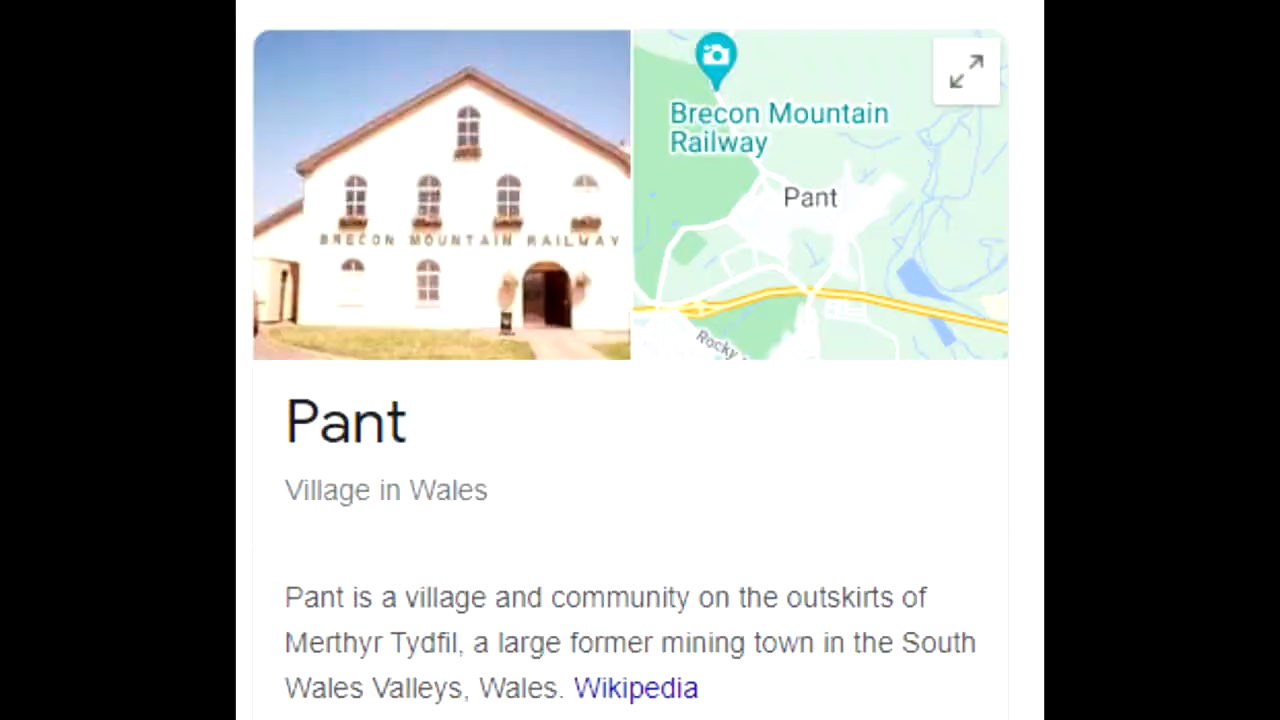 BRECON MOUNTAIN RAILWAY
Brecon Mountain
Railway
Pant
Rocky
Pant
Village in Wales
Pant is a village and community on the outskirts of
Merthyr Tydfil, a large former mining town in the South
Wales Valleys, Wales. Wikipedia